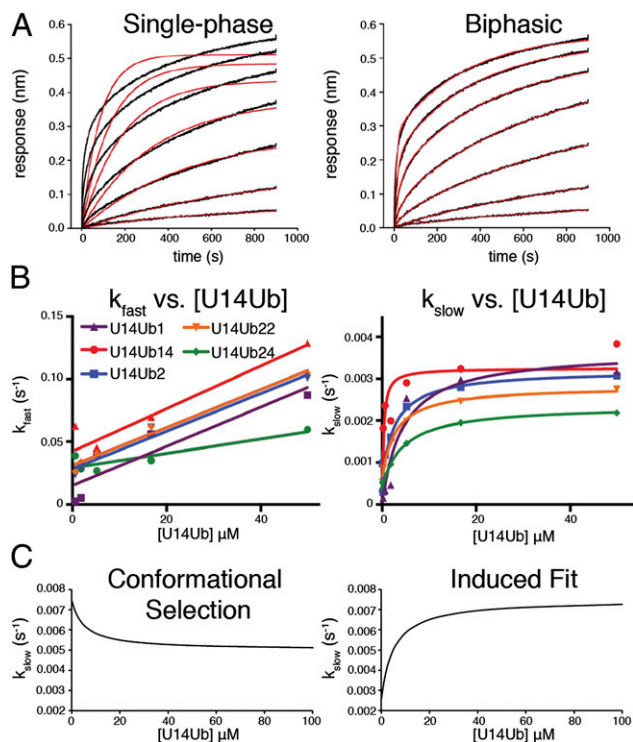 A
Single-phase
Biphasic
response (nm)
0.6
0.5
0.4
0.3
0.2
0.1
0.0
0 200 400 600 800 1000
time (s)
response (nm)
0.6
0.5
0.4
0.3
0.2
0.1
0.0
0 200 400 600 800 1000
time (s)
B
kfast vs. [U14Ub]
kslow vs. [U14Ub]
U14Ub1
U14Ub22
U14Ub14
U14Ub24
U14Ub2
kfast (s-1)
0.15
0.10
0.05
0
0 20 40
[U14Ub] μM
kslow (s-1)
0.004
0.003
0.002
0.001
0
0 20 40
[U14Ub] μM
C
Conformational
Selection
Induced Fit
kslow (s-1)
0.008
0.007
0.006
0.005
0.004
0.003
0.002
0 20 40 60 80 100
[U14Ub] μM
kslow (s-1)
0.008
0.007
0.006
0.005
0.004
0.003
0.002
0 20 40 60 80 100
[U14Ub] μM